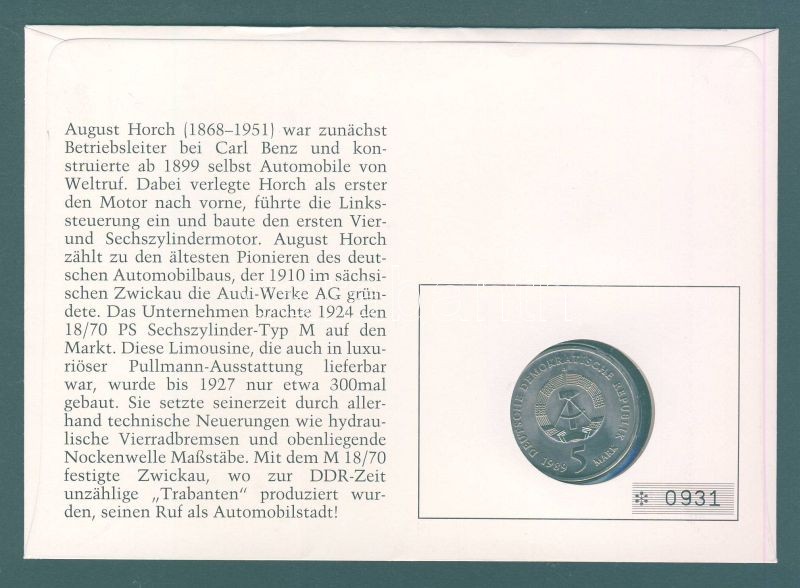 August Horch (1868–1951) war zunächst
Betriebsleiter bei Carl Benz und kon-
struierte ab 1899 selbst Automobile von
Weltruf. Dabei verlegte Horch als erster
den Motor nach vorne, führte die Links-
steuerung ein und baute den ersten Vier-
und Sechszylindermotor. August Horch
zählt zu den ältesten Pionieren des deut-
schen Automobilbaus, der 1910 im sächsi-
schen Zwickau die Audi-Werke AG grün-
dete. Das Unternehmen brachte 1924 den
18/70 PS Sechszylinder-Typ M auf den
Markt. Diese Limousine, die auch in luxu-
riöser Pullmann-Ausstattung lieferbar
war, wurde bis 1927 nur etwa 300mal
gebaut. Sie setzte seinerzeit durch aller-
hand technische Neuerungen wie hydrau-
lische Vierradbremsen und obenliegende
Nockenwelle Maßstäbe. Mit dem M 18/70
festigte Zwickau, wo zur DDR-Zeit
unzählige „Trabanten" produziert wur-
den, seinen Ruf als Automobilstadt!
DEUTSCHE DEMOKRATISCHE REPUBLIK
1989 5 MARK
✻ 0931